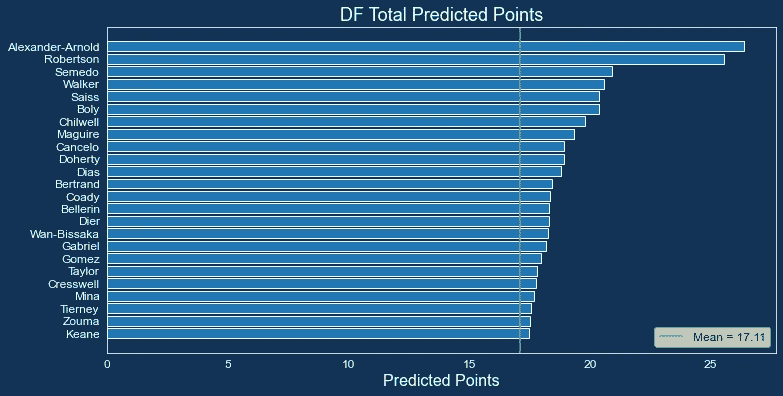 DF Total Predicted Points
Alexander-Arnold
Robertson
Semedo
Walker
Saiss
Boly
Chilwell
Maguire
Cancelo
Doherty
Dias
Bertrand
Coady
Bellerin
Dier
Wan-Bissaka
Gabriel
Gomez
Taylor
Cresswell
Mina
Tierney
Zouma
Keane
Mean = 17.11
0 5 10 15 20 25
Predicted Points